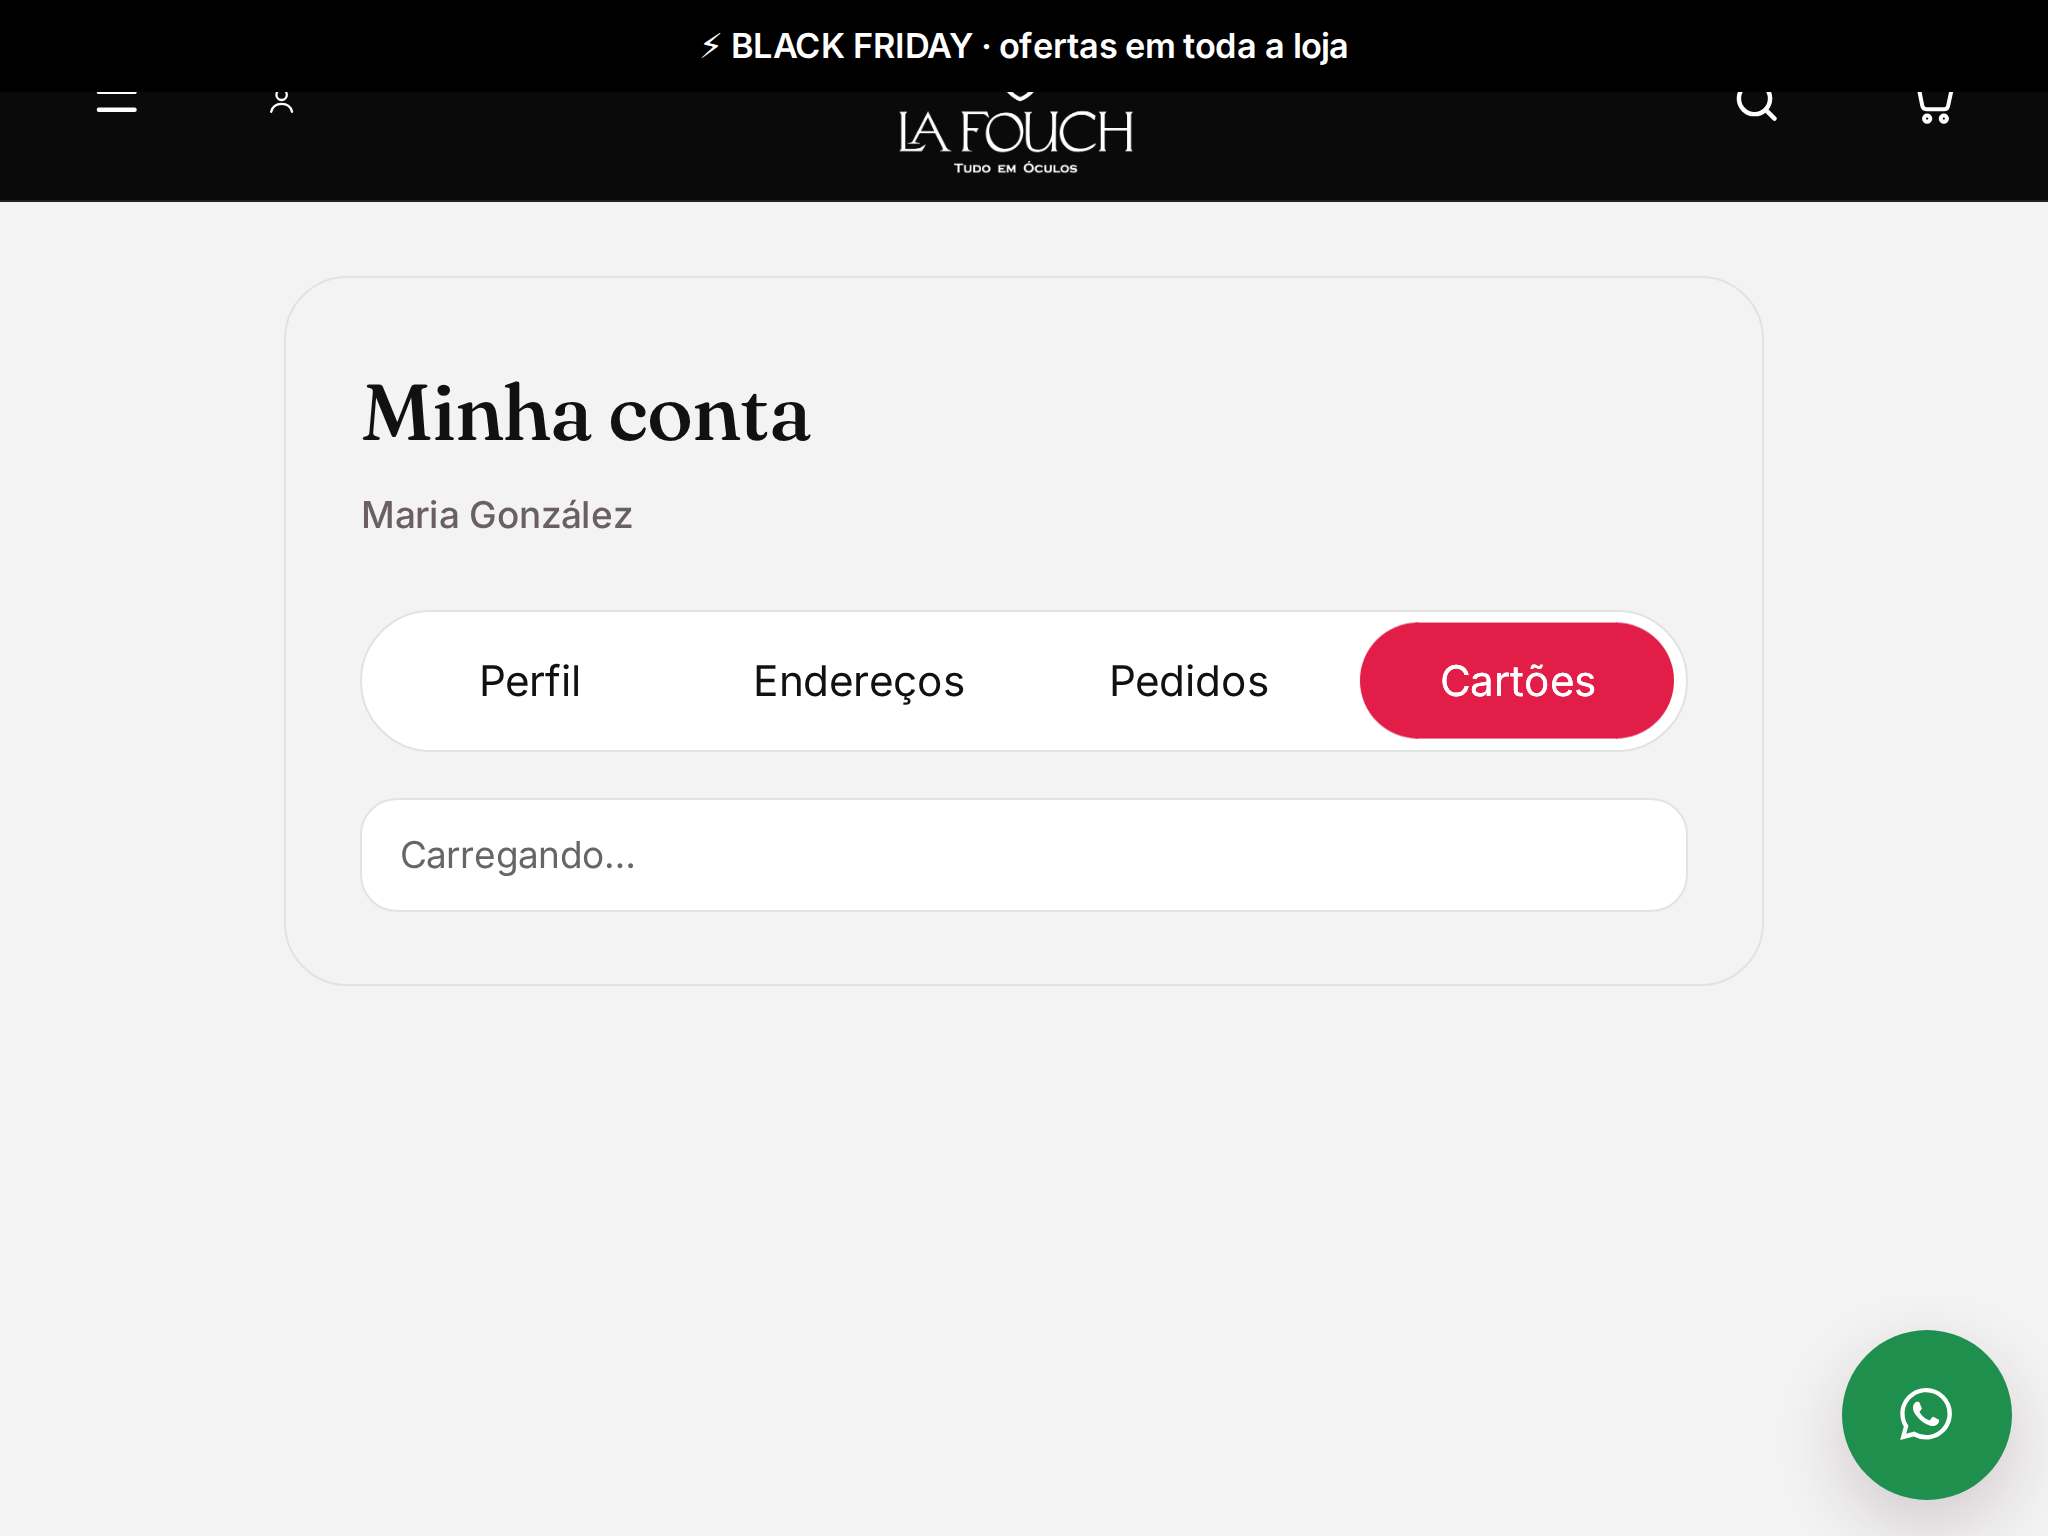 ⚡ BLACK FRIDAY · ofertas em toda a loja
LA FOUCH
TUDO EM ÓCULOS
Minha conta
Maria González
Perfil
Endereços
Pedidos
Cartões
Carregando...